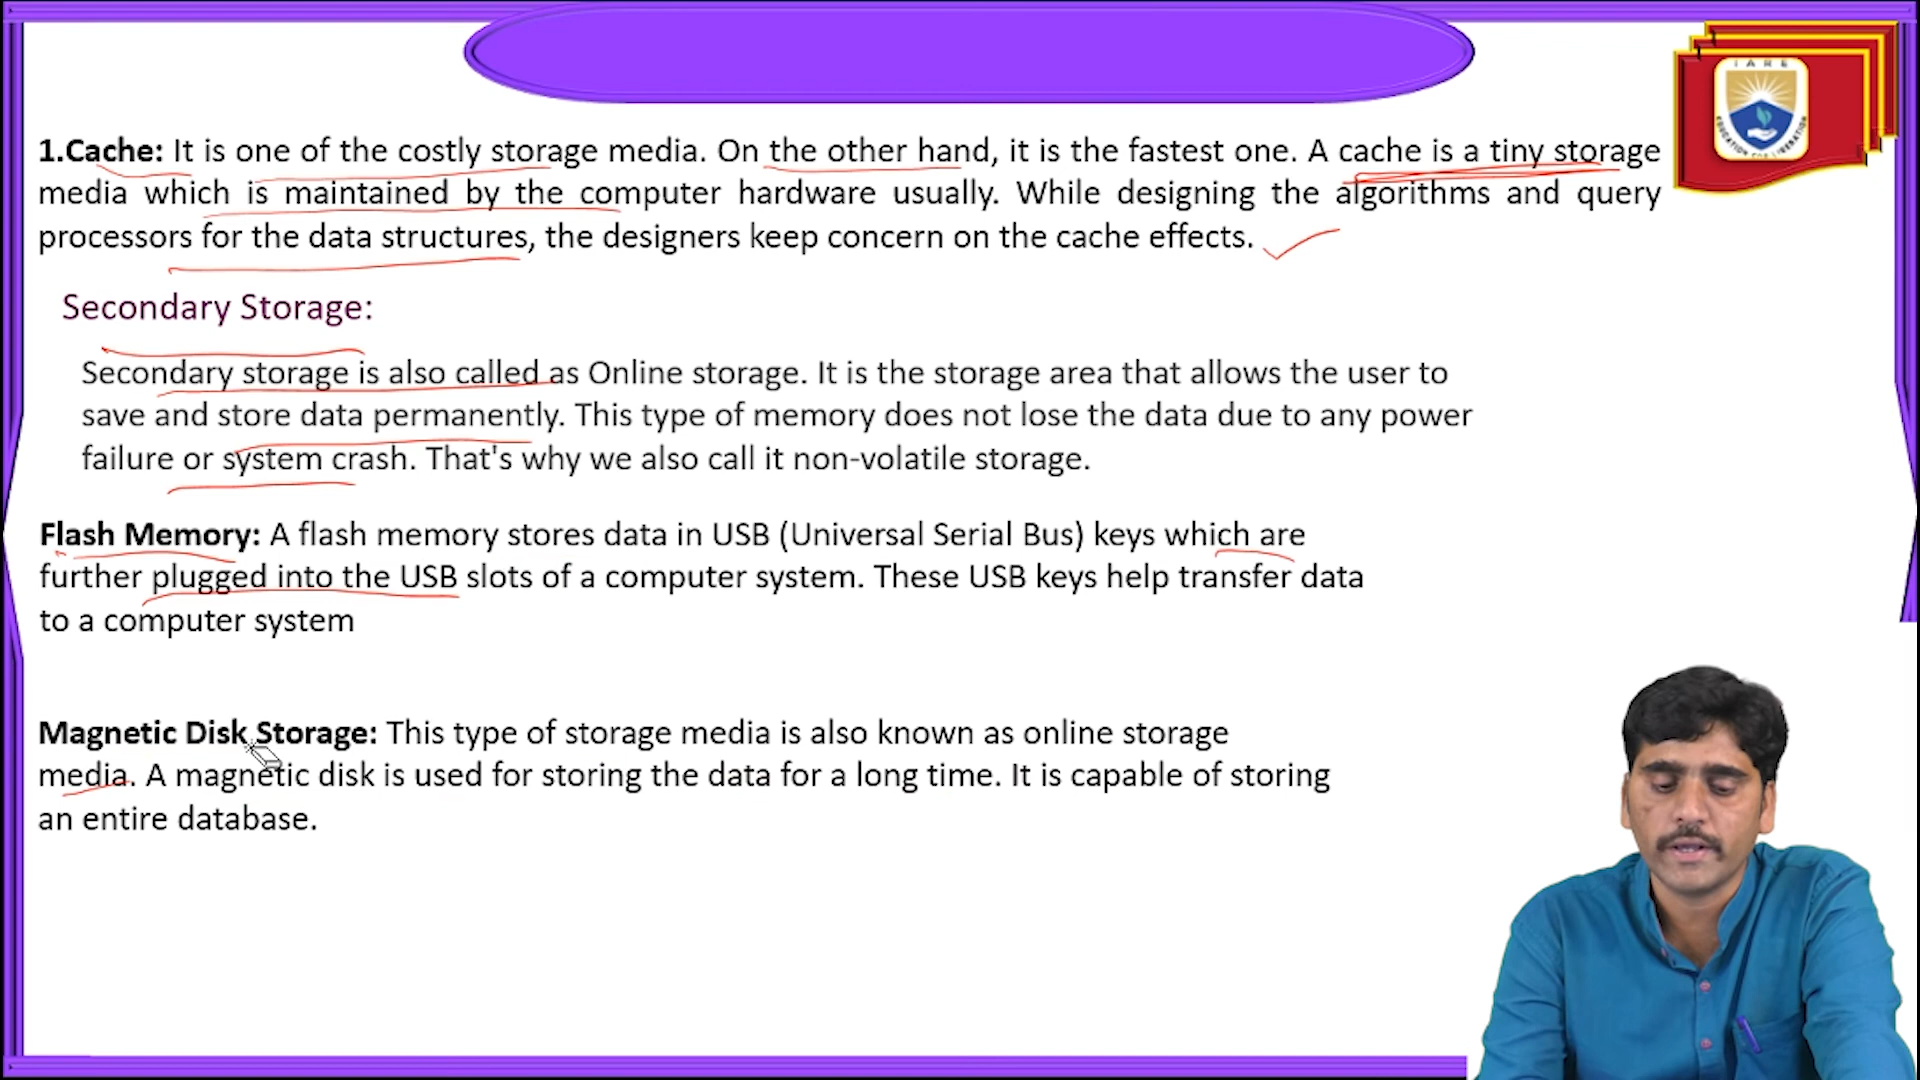 IARE
EDUCATION FOR LIBERATION
1.Cache: It is one of the costly storage media. On the other hand, it is the fastest one. A cache is a tiny storage
media which is maintained by the computer hardware usually. While designing the algorithms and query
processors for the data structures, the designers keep concern on the cache effects.
Secondary Storage:
Secondary storage is also called as Online storage. It is the storage area that allows the user to
save and store data permanently. This type of memory does not lose the data due to any power
failure or system crash. That's why we also call it non-volatile storage.
Flash Memory: A flash memory stores data in USB (Universal Serial Bus) keys which are
further plugged into the USB slots of a computer system. These USB keys help transfer data
to a computer system
Magnetic Disk Storage: This type of storage media is also known as online storage
media. A magnetic disk is used for storing the data for a long time. It is capable of storing
an entire database.